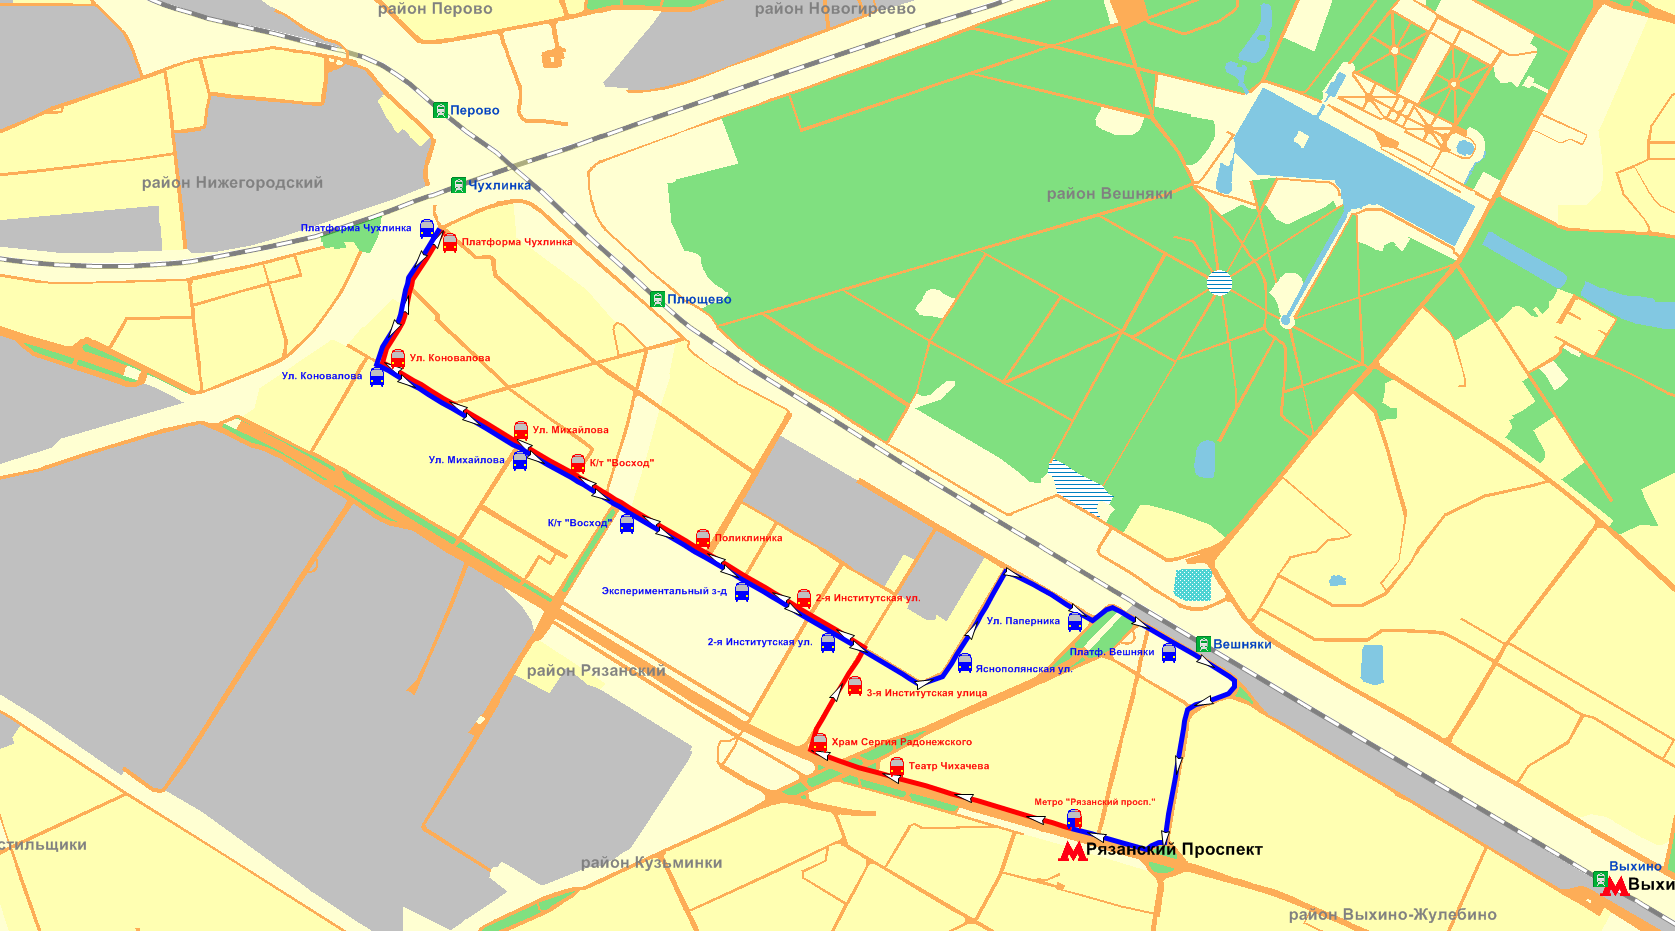 район Перово
район Новогиреево
Перово
район Нижегородский
Чухлинка
район Вешняки
Платформа Чухлинка
Платформа Чухлинка
Плющево
Ул. Коновалова
Ул. Коновалова
Ул. Михайлова
Ул. Михайлова
К/т "Восход"
К/т "Восход"
Поликлиника
Экспериментальный з-д
2-я Институтская ул.
2-я Институтская ул.
Ул. Паперника
Платф. Вешняки
Вешняки
Яснополянская ул.
район Рязанский
3-я Институтская улица
Храм Сергия Радонежского
Театр Чихачева
Метро "Рязанский просп."
Рязанский Проспект
стильщики
район Кузьминки
Выхино
Выхи
район Выхино-Жулебино